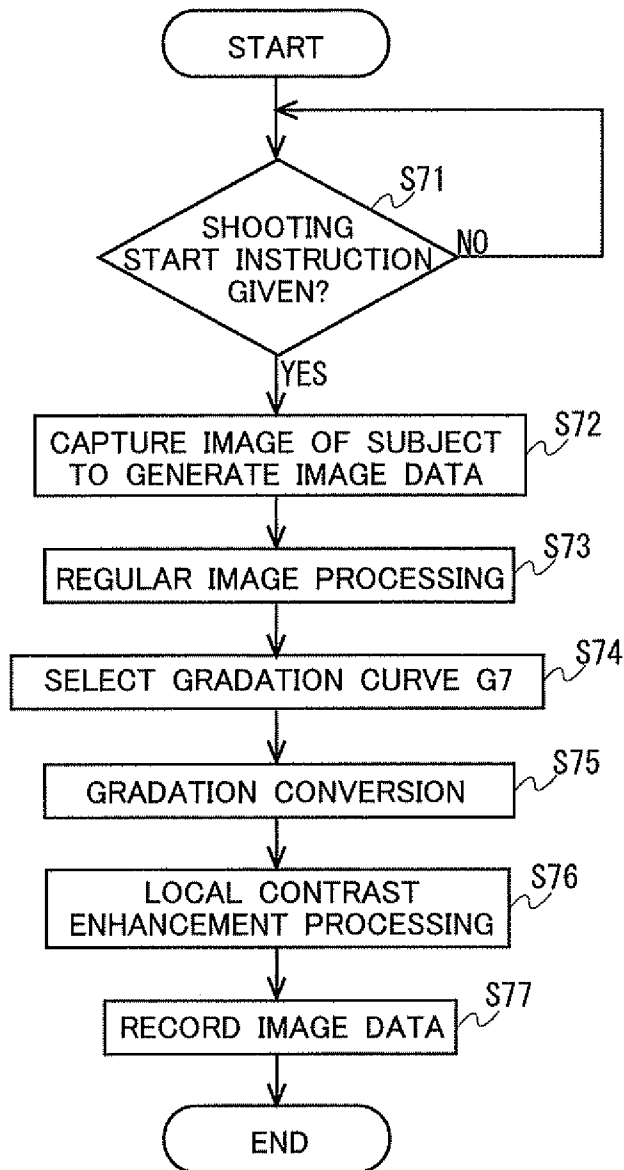 START
S71
SHOOTING
START INSTRUCTION
GIVEN?
NO
YES
CAPTURE IMAGE OF SUBJECT
TO GENERATE IMAGE DATA
S72
REGULAR IMAGE PROCESSING
S73
SELECT GRADATION CURVE G7
S74
GRADATION CONVERSION
S75
LOCAL CONTRAST
ENHANCEMENT PROCESSING
S76
RECORD IMAGE DATA
S77
END